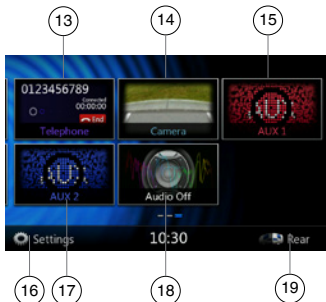 13
14
15
0123456789
Connected
00:00:00
End
Telephone
Camera
AUX 1
AUX 2
Audio Off
Settings
10:30
Rear
16
17
18
19